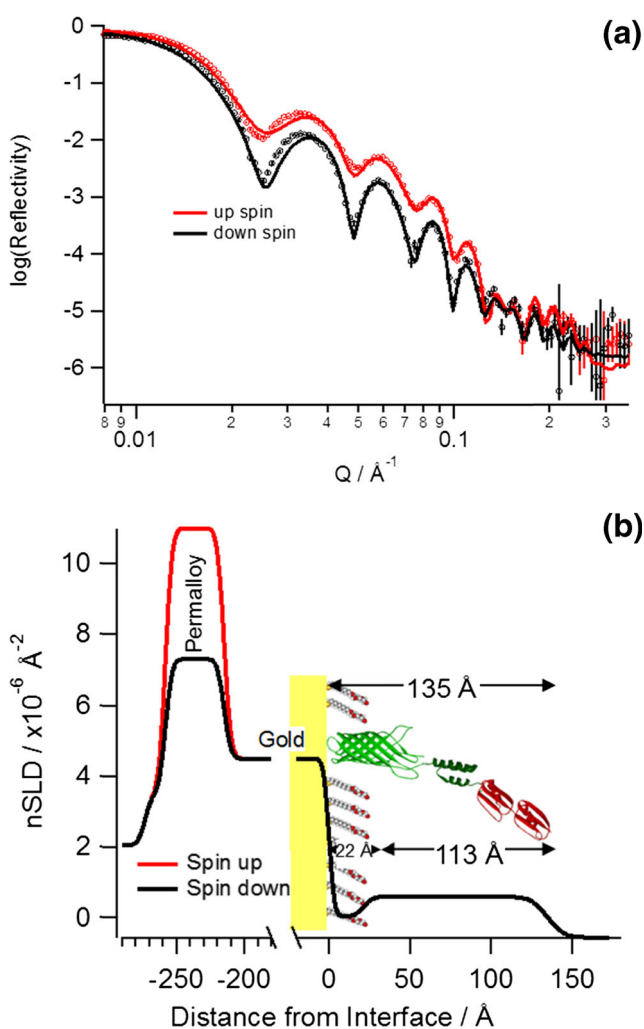 (a)
0
-1
-2
-3
-4
-5
-6
log(Reflectivity)
up spin
down spin
8 9 0.01 2 3 4 5 6 7 8 9 0.1 2 3
Q / Å⁻¹
(b)
10
8
6
4
2
0
nSLD / x10⁻⁶ Å⁻²
Permalloy
Gold
135 Å
22 Å
113 Å
Spin up
Spin down
-250 -200 0 50 100 150
Distance from Interface / Å